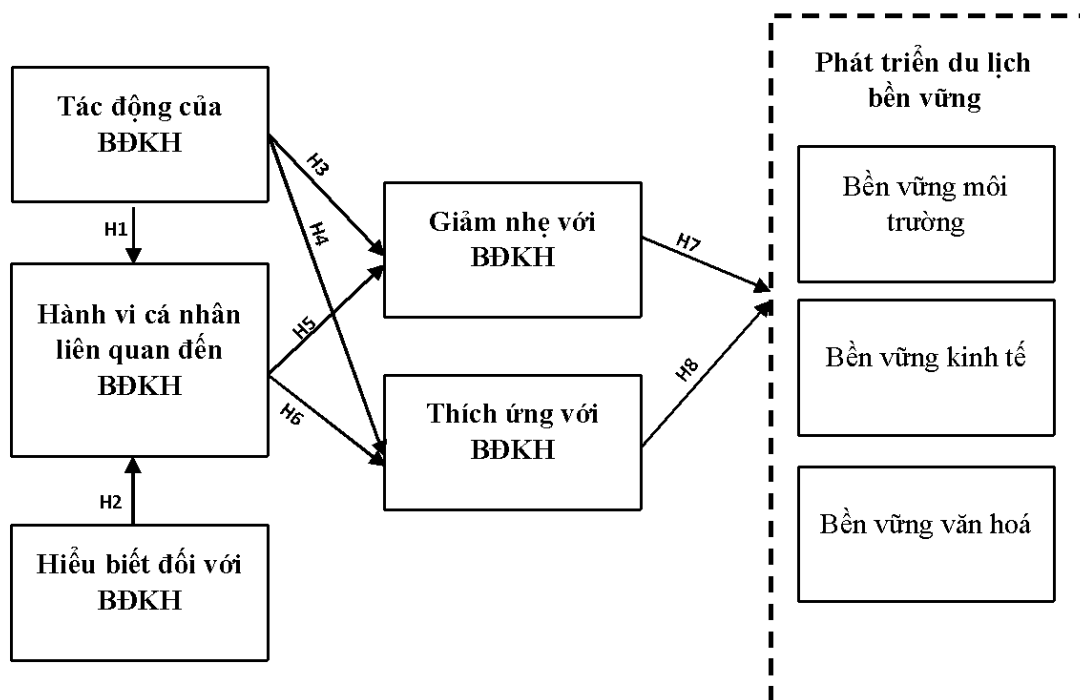 Tác động của
BĐKH
H1
Hành vi cá nhân
liên quan đến
BĐKH
H2
Hiểu biết đối với
BĐKH
H3
H4
H5
H6
Giảm nhẹ với
BĐKH
Thích ứng với
BĐKH
H7
H8
Phát triển du lịch
bền vững
Bền vững môi
trường
Bền vững kinh tế
Bền vững văn hoá